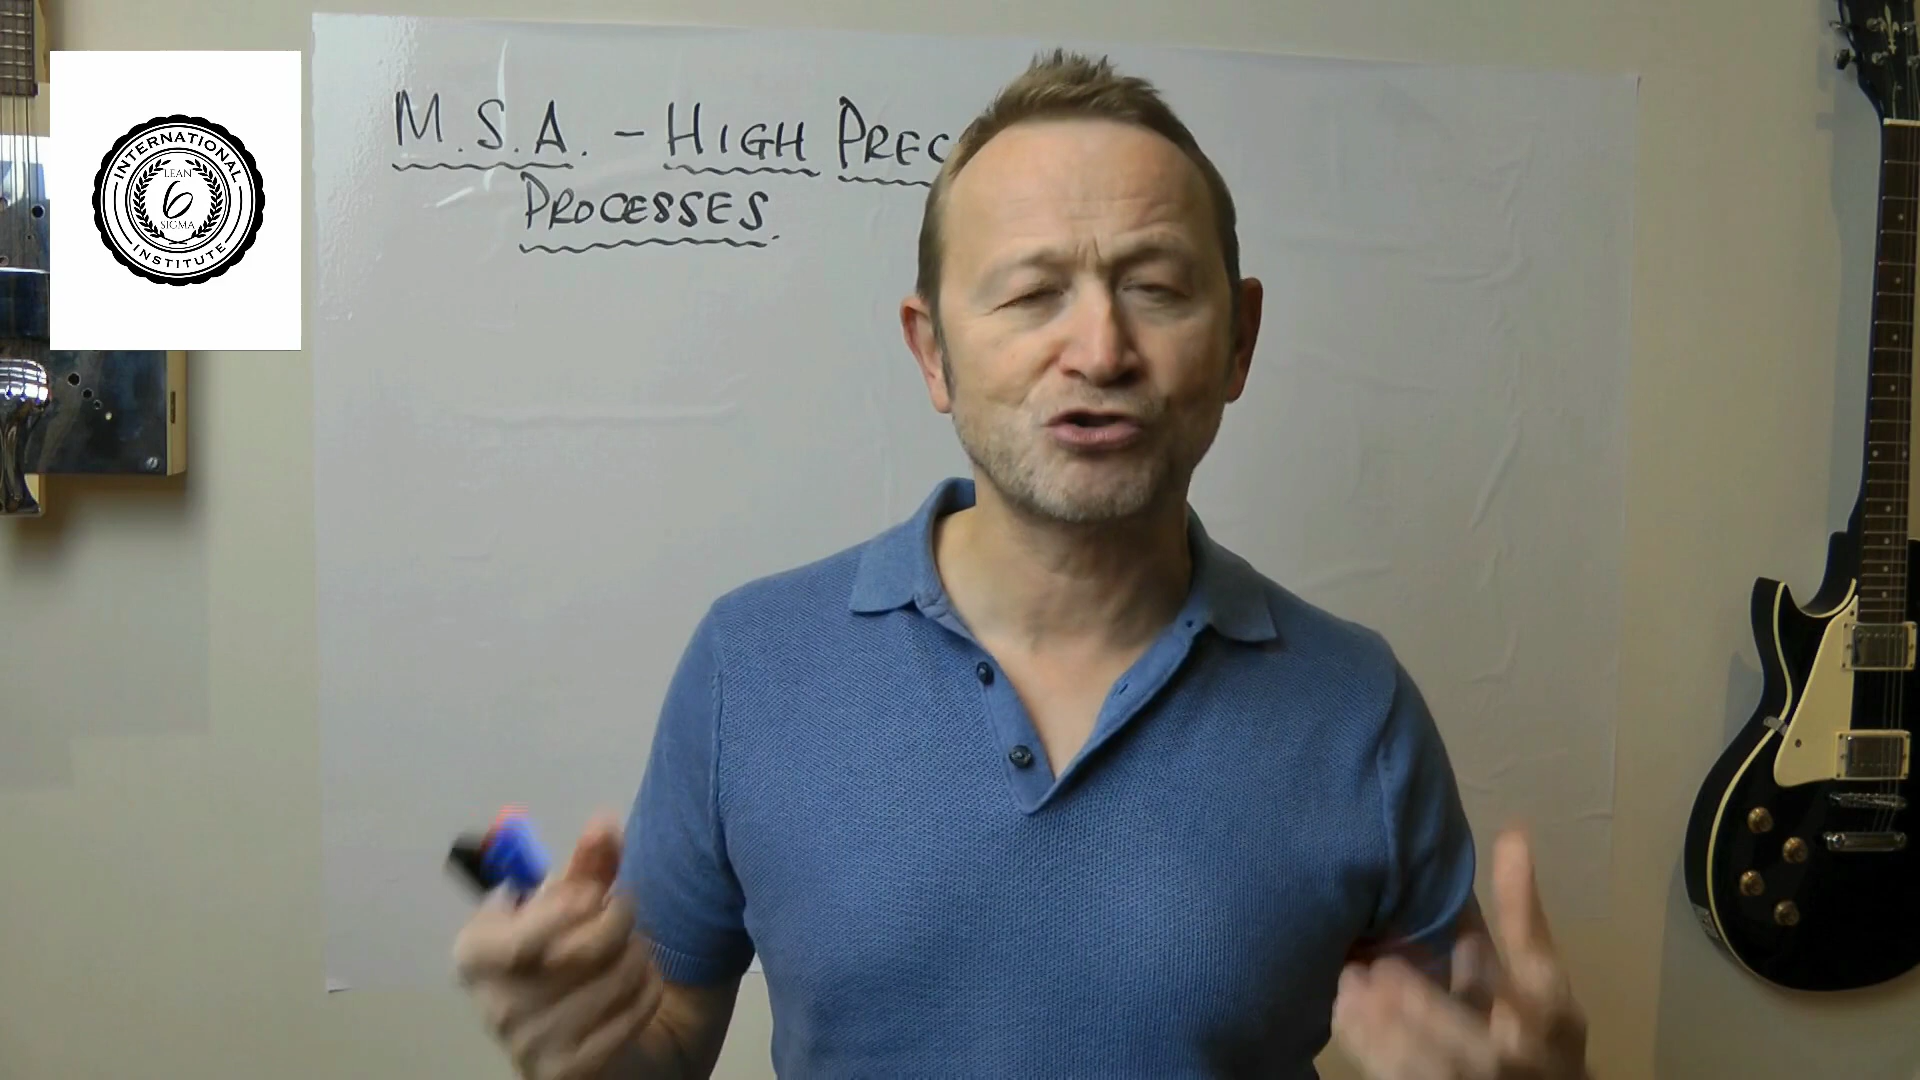 M.S.A. - HIGH PREC
PROCESSES.
INTERNATIONAL
LEAN
6
SIGMA
INSTITUTE